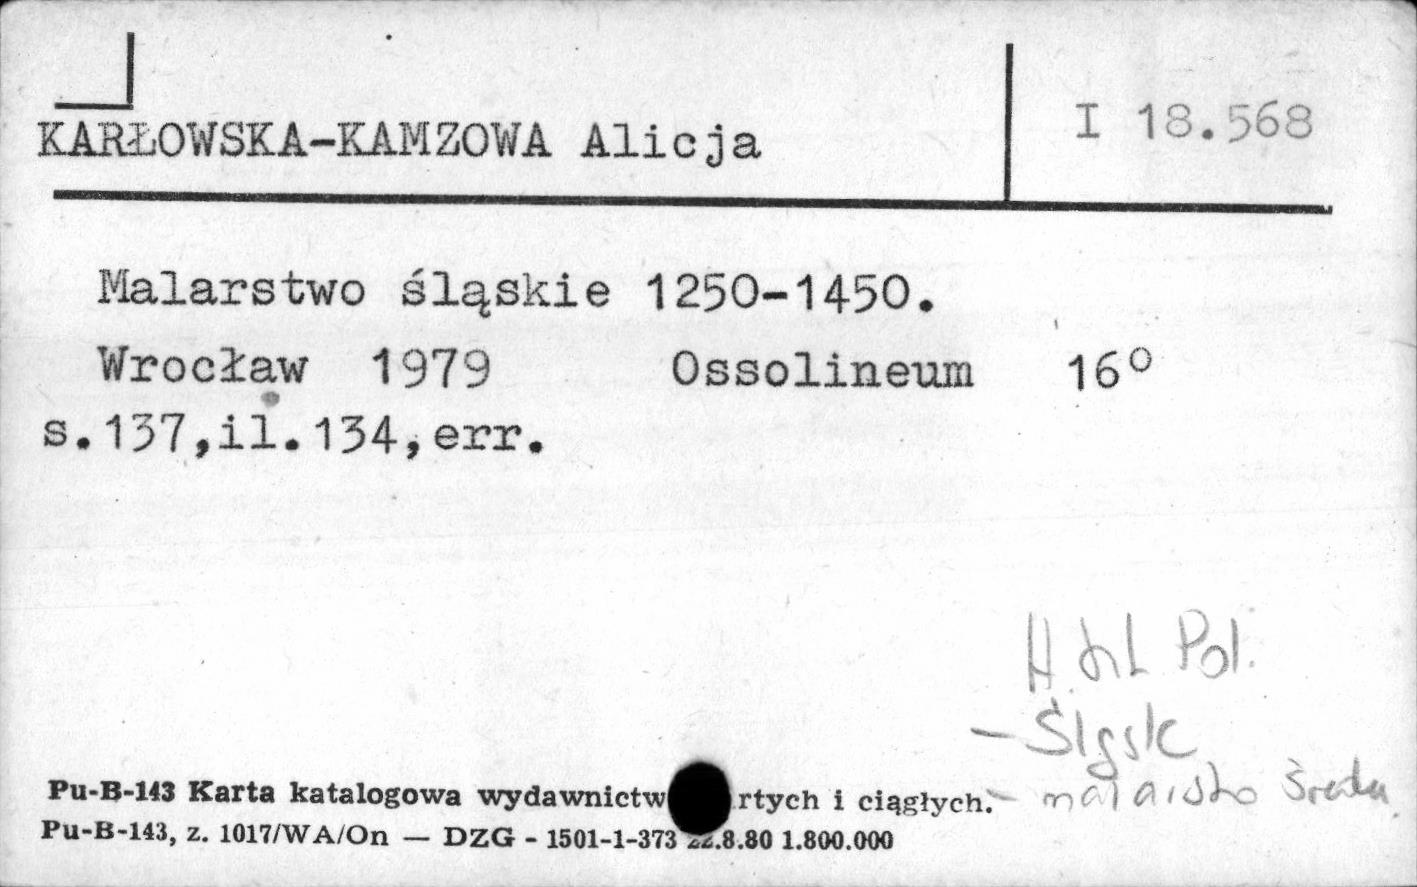 KARŁOWSKA-KAMZOWA Alicja
I 18.568
Malarstwo śląskie 1250-1450.
Wrocław 1979 Ossolineum 16°
s.137,il.134,err.
H. szt. Pol.
- Śląsk
- malarstwo średn
Pu-B-143 Karta katalogowa wydawnictw rtych i ciągłych.
Pu-B-143, z. 1017/WA/On — DZG - 1501-1-373 22.8.80 1.800.000